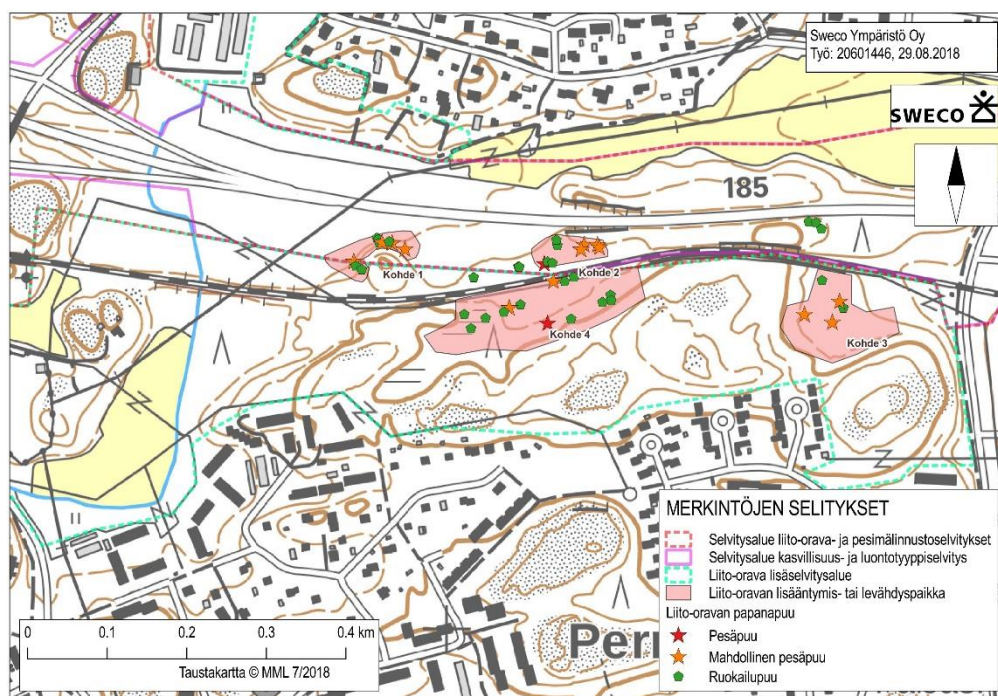 Sweco Ympäristö Oy
Työ: 20601446, 29.08.2018
SWECO
185
Kohde 1
Kohde 2
Kohde 4
Kohde 3
MERKINTÖJEN SELITYKSET
Selvitysalue liito-orava- ja pesimälinnustoselvitykset
Selvitysalue kasvillisuus- ja luontotyyppiselvitys
Liito-orava lisäselvitysalue
Liito-oravan lisääntymis- tai levähdyspaikka
Liito-oravan papanapuu
Pesäpuu
Mahdollinen pesäpuu
Ruokailupuu
0 0.1 0.2 0.3 0.4 km
Taustakartta © MML 7/2018